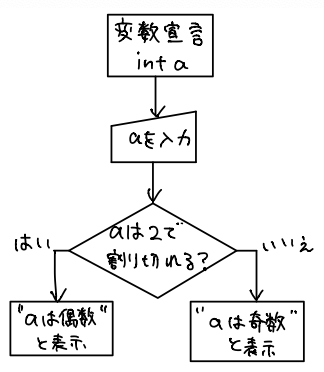 変数宣言
int a
aを入力
aは2で
割り切れる?
はい
いいえ
"aは偶数"
と表示
"aは奇数"
と表示